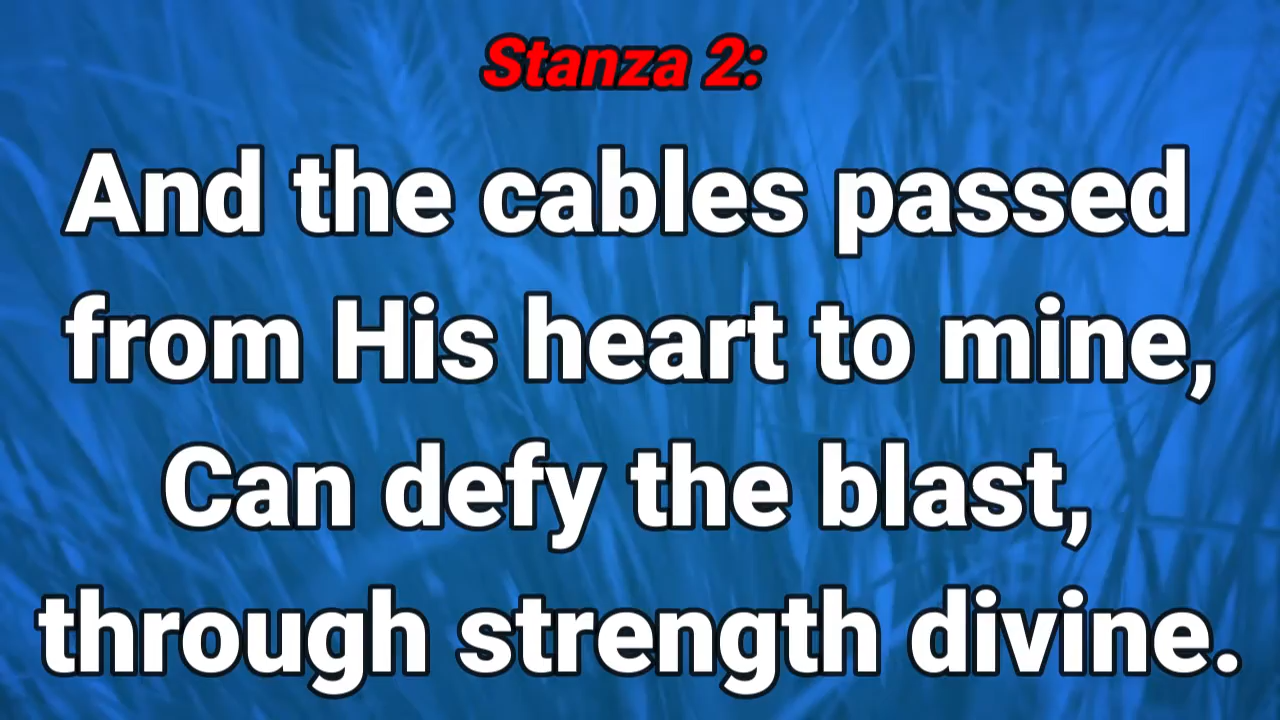 Stanza 2:
And the cables passed
from His heart to mine,
Can defy the blast,
through strength divine.